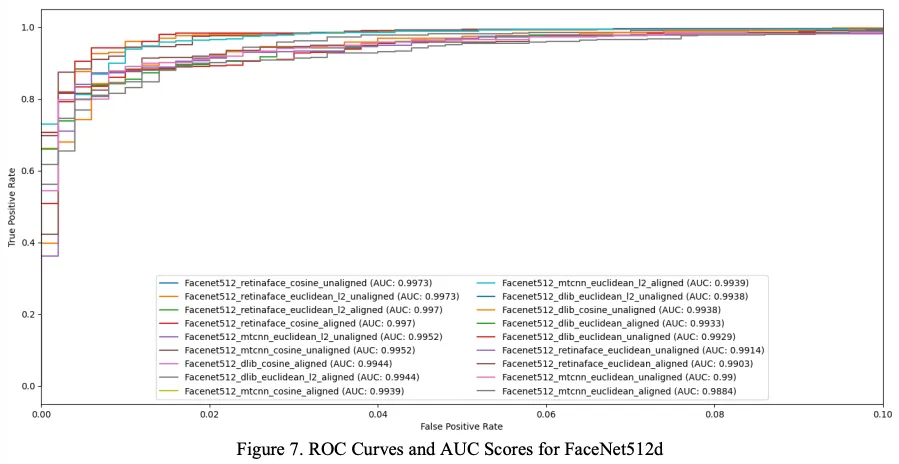 True Positive Rate
1.0
0.8
0.6
0.4
0.2
0.0
Facenet512_retinaface_cosine_unaligned (AUC: 0.9973)
Facenet512_retinaface_euclidean_l2_unaligned (AUC: 0.9973)
Facenet512_retinaface_euclidean_l2_aligned (AUC: 0.997)
Facenet512_retinaface_cosine_aligned (AUC: 0.997)
Facenet512_mtcnn_euclidean_l2_unaligned (AUC: 0.9952)
Facenet512_mtcnn_cosine_unaligned (AUC: 0.9952)
Facenet512_dlib_cosine_aligned (AUC: 0.9944)
Facenet512_dlib_euclidean_l2_aligned (AUC: 0.9944)
Facenet512_mtcnn_cosine_aligned (AUC: 0.9939)
Facenet512_mtcnn_euclidean_l2_aligned (AUC: 0.9939)
Facenet512_dlib_euclidean_l2_unaligned (AUC: 0.9938)
Facenet512_dlib_cosine_unaligned (AUC: 0.9938)
Facenet512_dlib_euclidean_aligned (AUC: 0.9933)
Facenet512_dlib_euclidean_unaligned (AUC: 0.9929)
Facenet512_retinaface_euclidean_unaligned (AUC: 0.9914)
Facenet512_retinaface_euclidean_aligned (AUC: 0.9903)
Facenet512_mtcnn_euclidean_unaligned (AUC: 0.99)
Facenet512_mtcnn_euclidean_aligned (AUC: 0.9884)
0.00 0.02 0.04 0.06 0.08 0.10
False Positive Rate
Figure 7. ROC Curves and AUC Scores for FaceNet512d